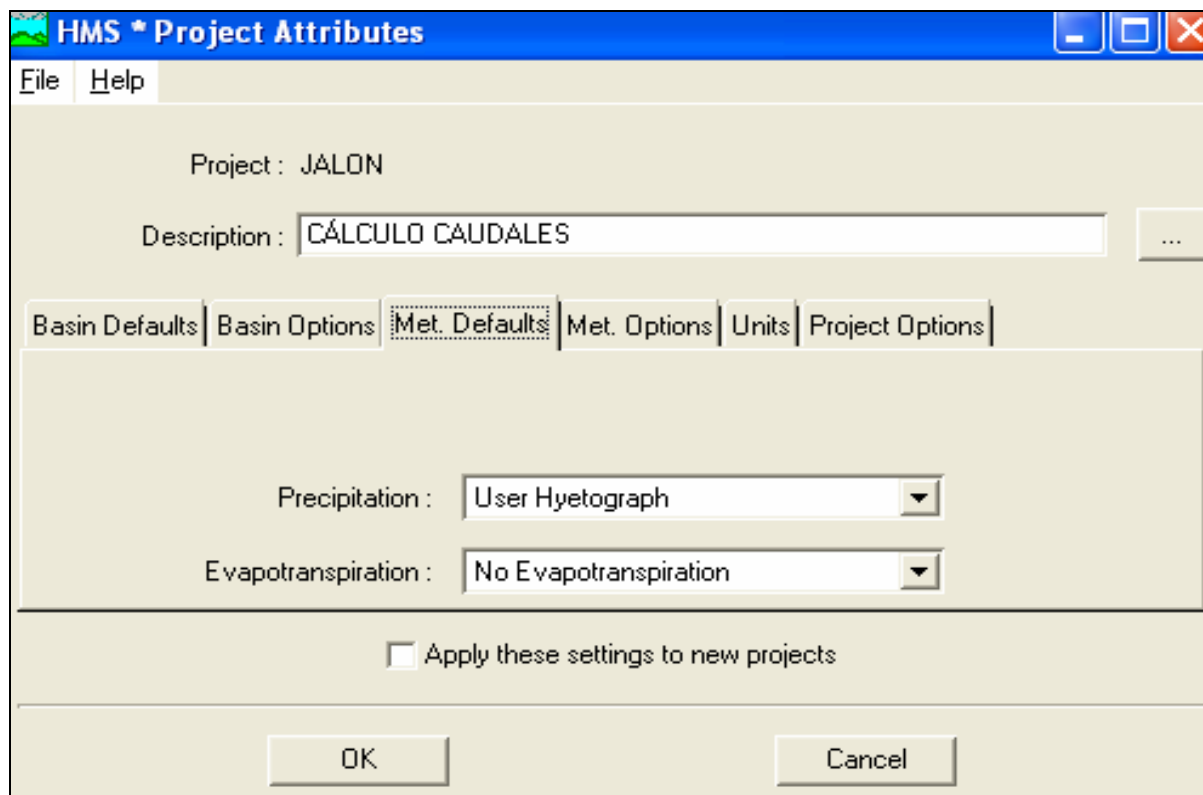 HMS * Project Attributes
File Help
Project : JALON
Description : CÁLCULO CAUDALES ...
Basin Defaults Basin Options Met. Defaults Met. Options Units Project Options
Precipitation : User Hyetograph
Evapotranspiration : No Evapotranspiration
Apply these settings to new projects
OK Cancel